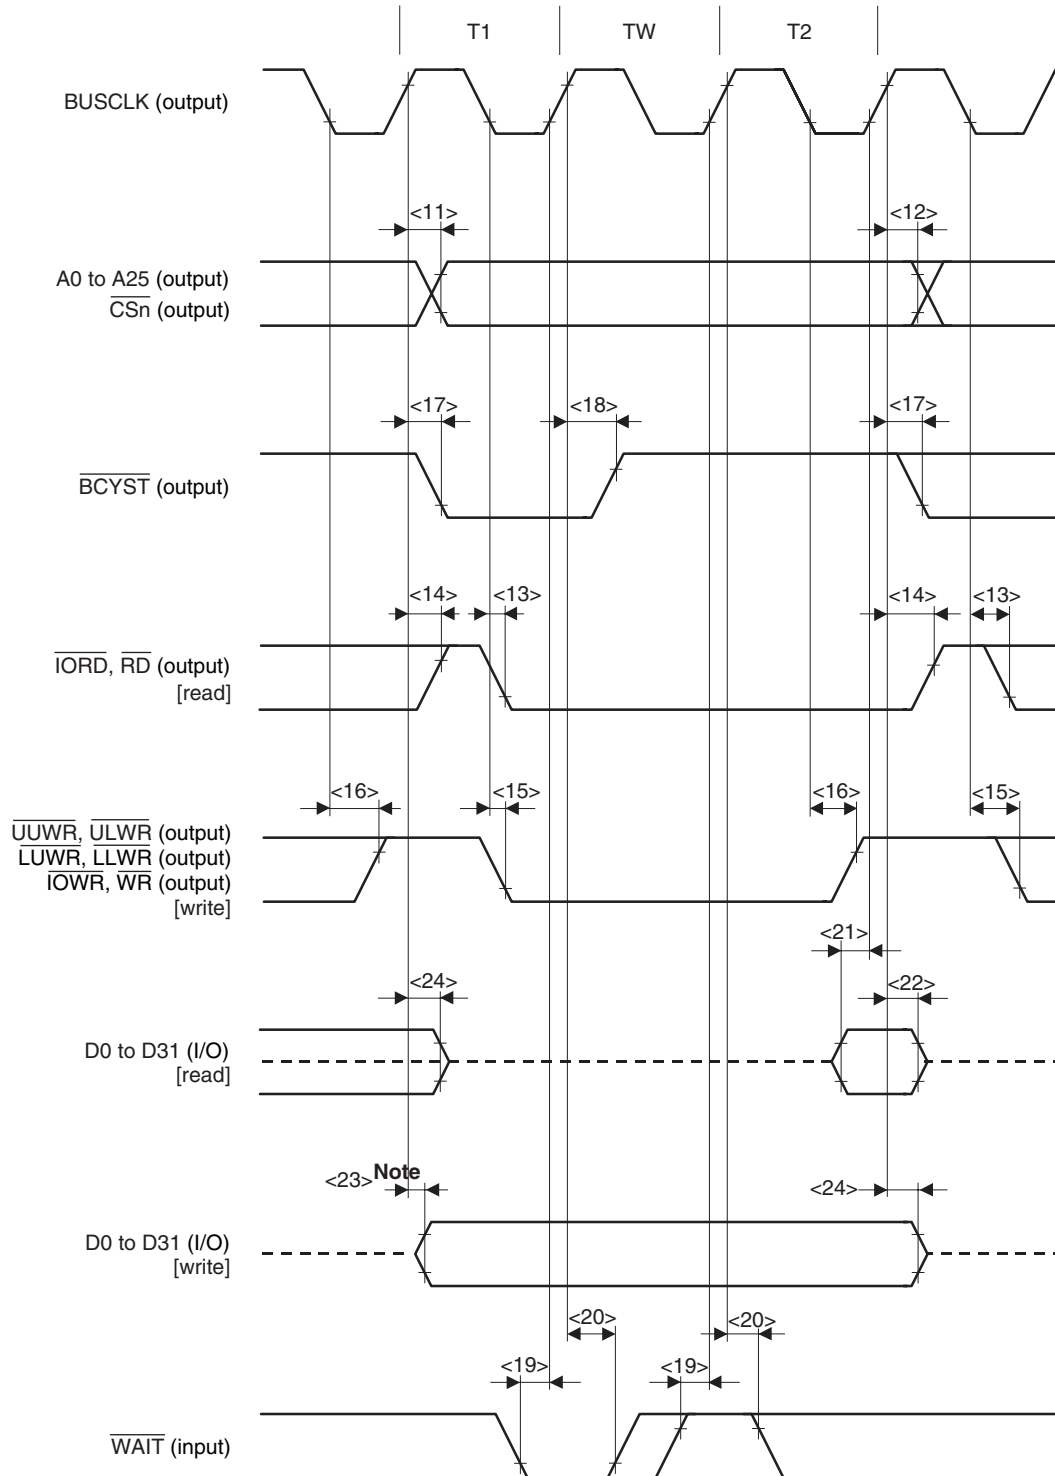 T1 TW T2
BUSCLK (output)
<11> <12>
A0 to A25 (output)
CSn (output)
<17> <18> <17>
BCYST (output)
<14> <13> <14> <13>
IORD, RD (output)
[read]
<16> <15> <16> <15>
UUWR, ULWR (output)
LUWR, LLWR (output)
IOWR, WR (output)
[write]
<21>
<24> <22>
D0 to D31 (I/O)
[read]
<23>Note <24>
D0 to D31 (I/O)
[write]
<20> <20>
<19> <19>
WAIT (input)